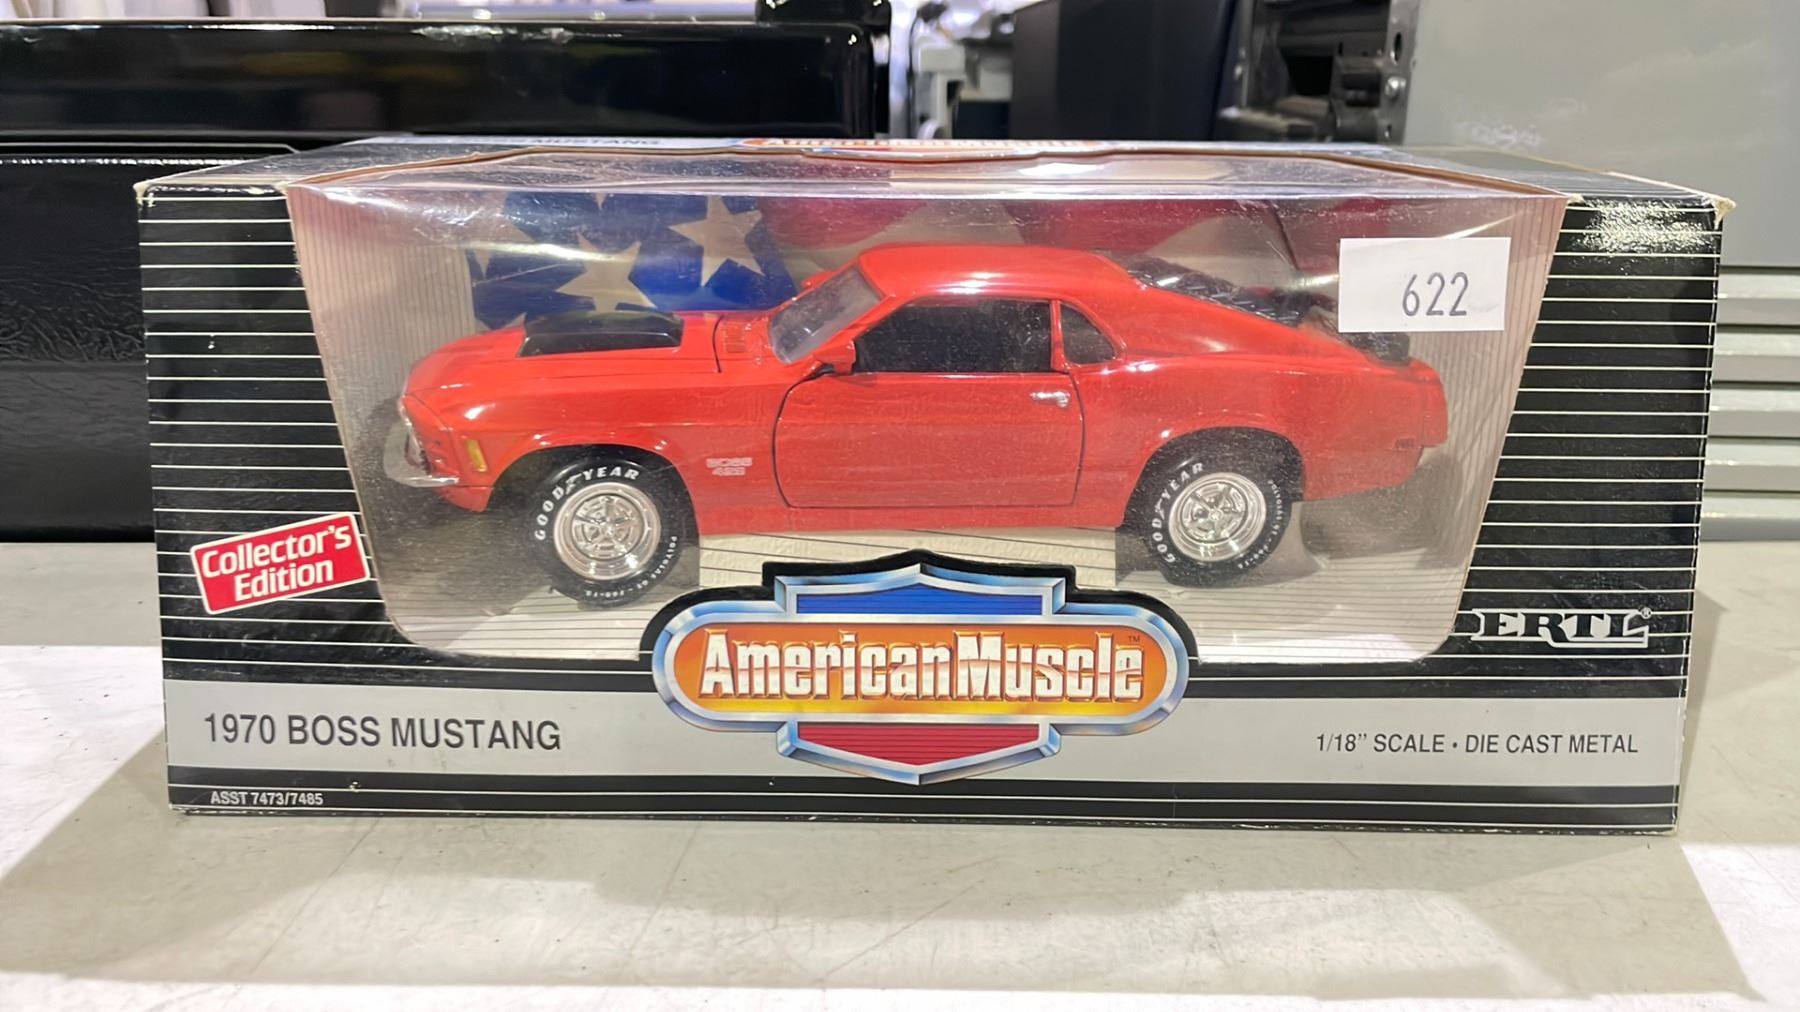 MUSTANG
622
BOSS
429
GOODYEAR
GOODYEAR
Collector's
Edition
ERTL®
AmericanMuscle™
1970 BOSS MUSTANG
1/18" SCALE • DIE CAST METAL
ASST 7473/7485